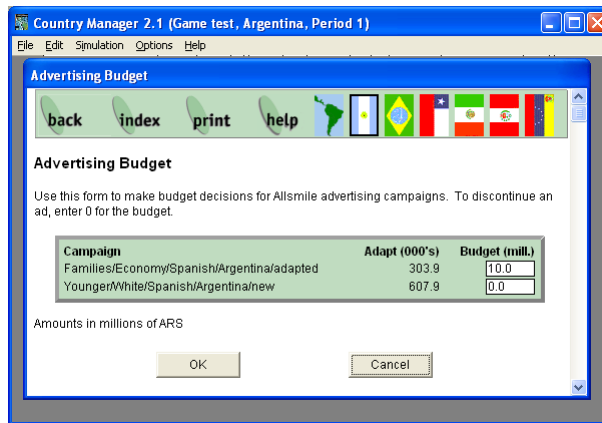 Country Manager 2.1 (Game test, Argentina, Period 1)
File Edit Simulation Options Help
Advertising Budget
back index print help
Advertising Budget
Use this form to make budget decisions for Allsmile advertising campaigns. To discontinue an
ad, enter 0 for the budget.
Campaign Adapt (000's) Budget (mill.)
Families/Economy/Spanish/Argentina/adapted 303.9 10.0
Younger/White/Spanish/Argentina/new 607.9 0.0
Amounts in millions of ARS
OK Cancel